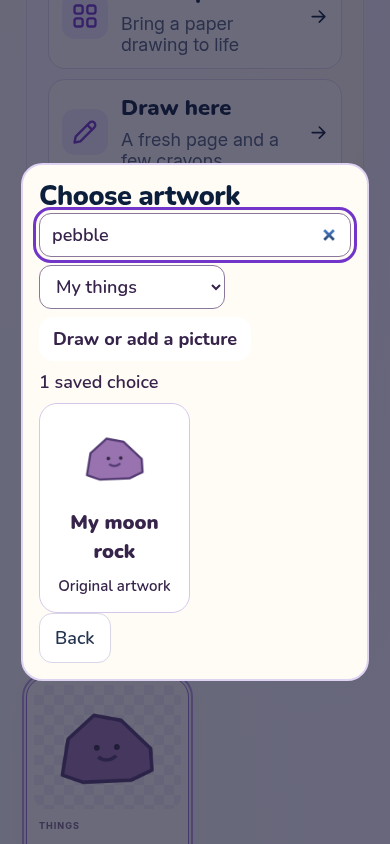 Bring a paper
drawing to life
Draw here
A fresh page and a
few crayons
Choose artwork
pebble
My things
Draw or add a picture
1 saved choice
My moon
rock
Original artwork
Back
THINGS